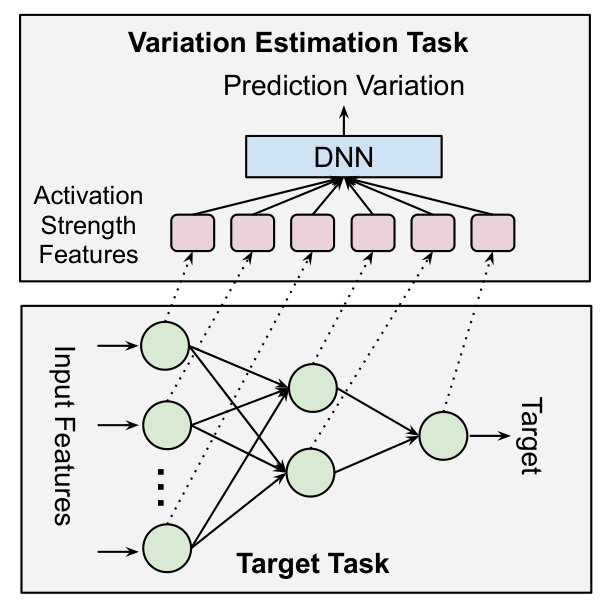 Variation Estimation Task
Prediction Variation
DNN
Activation
Strength
Features
Input Features
Target
Target Task